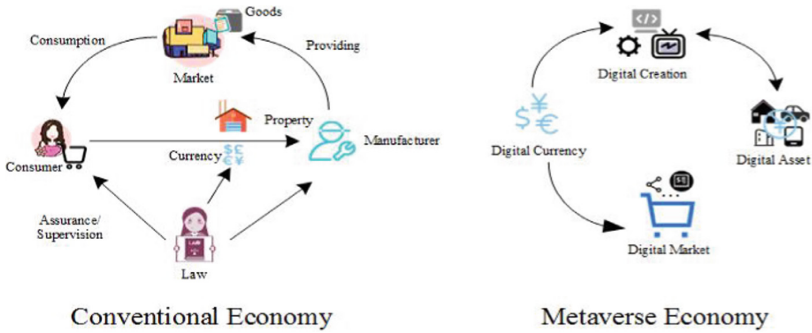 Goods
Consumption
Providing
Market
Property
Consumer
Currency
Manufacturer
Assurance/
Supervision
Law
Conventional Economy
Digital Creation
Digital Currency
Digital Asset
Digital Market
Metaverse Economy